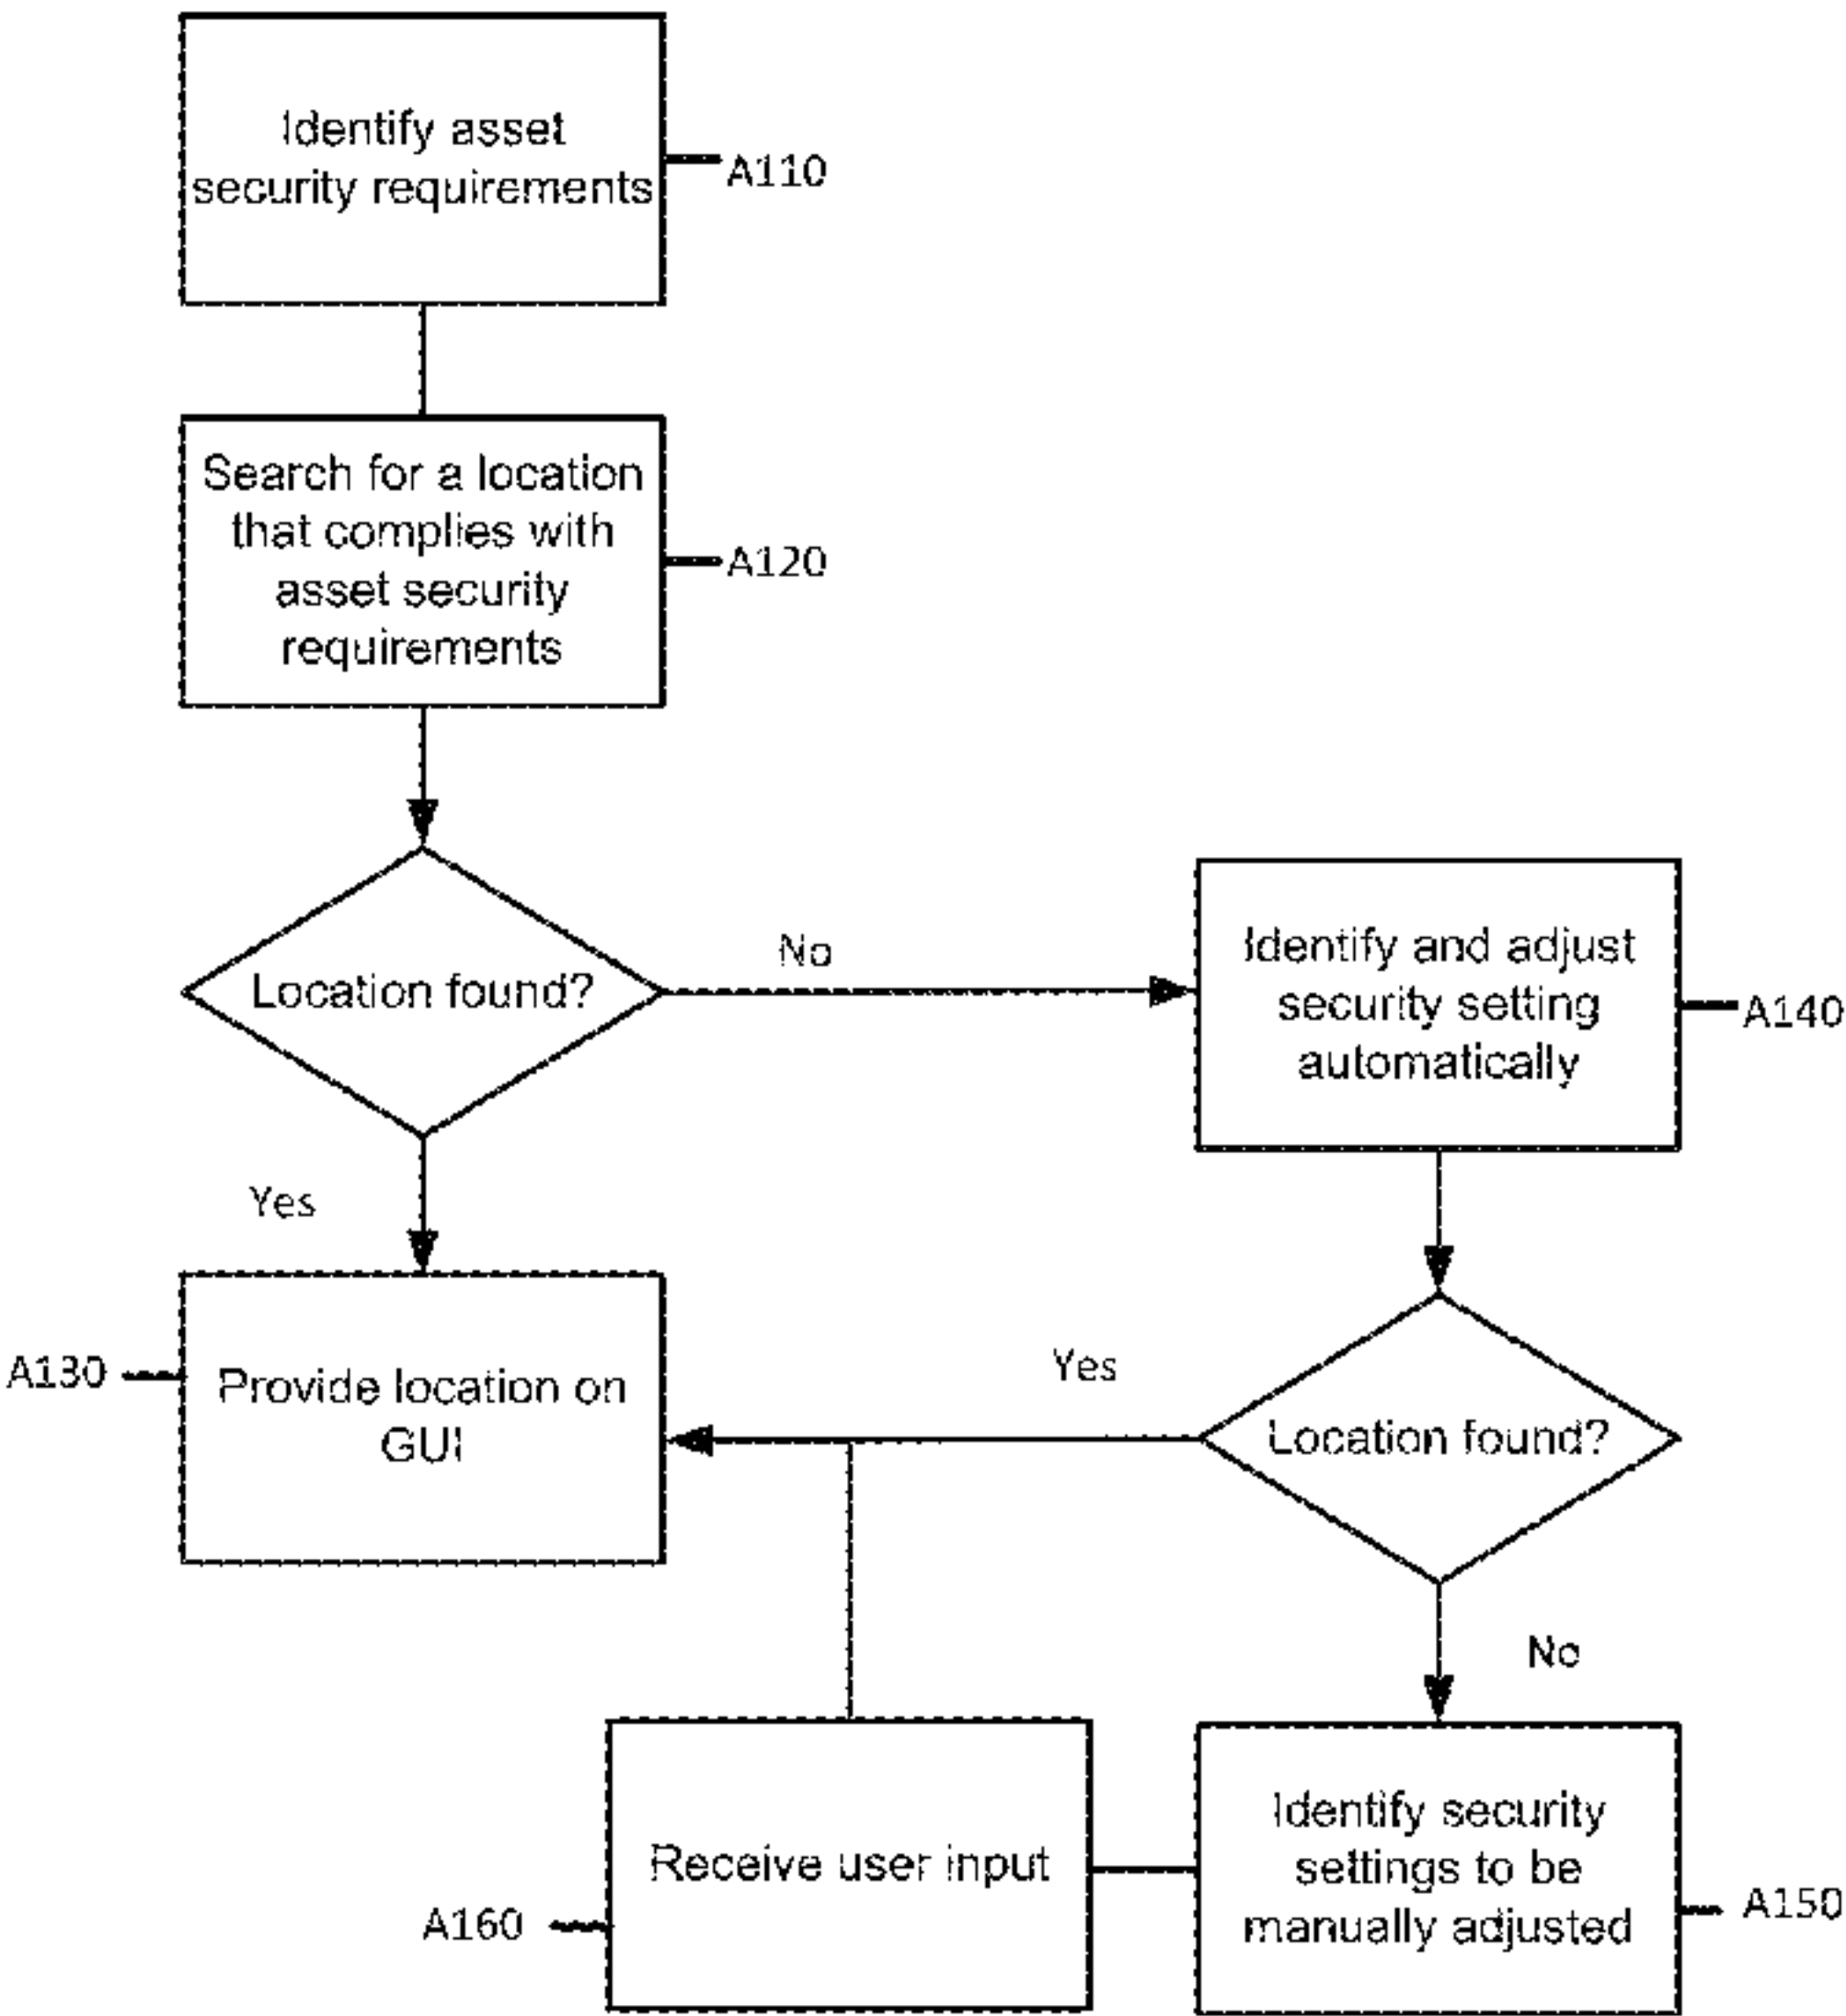 Identify asset
security requirements
A110
Search for a location
that complies with
asset security
requirements
A120
Location found?
No
Identify and adjust
security setting
automatically
A140
Yes
Provide location on
GUI
A130
Yes
Location found?
No
Receive user input
A160
Identify security
settings to be
manually adjusted
A150